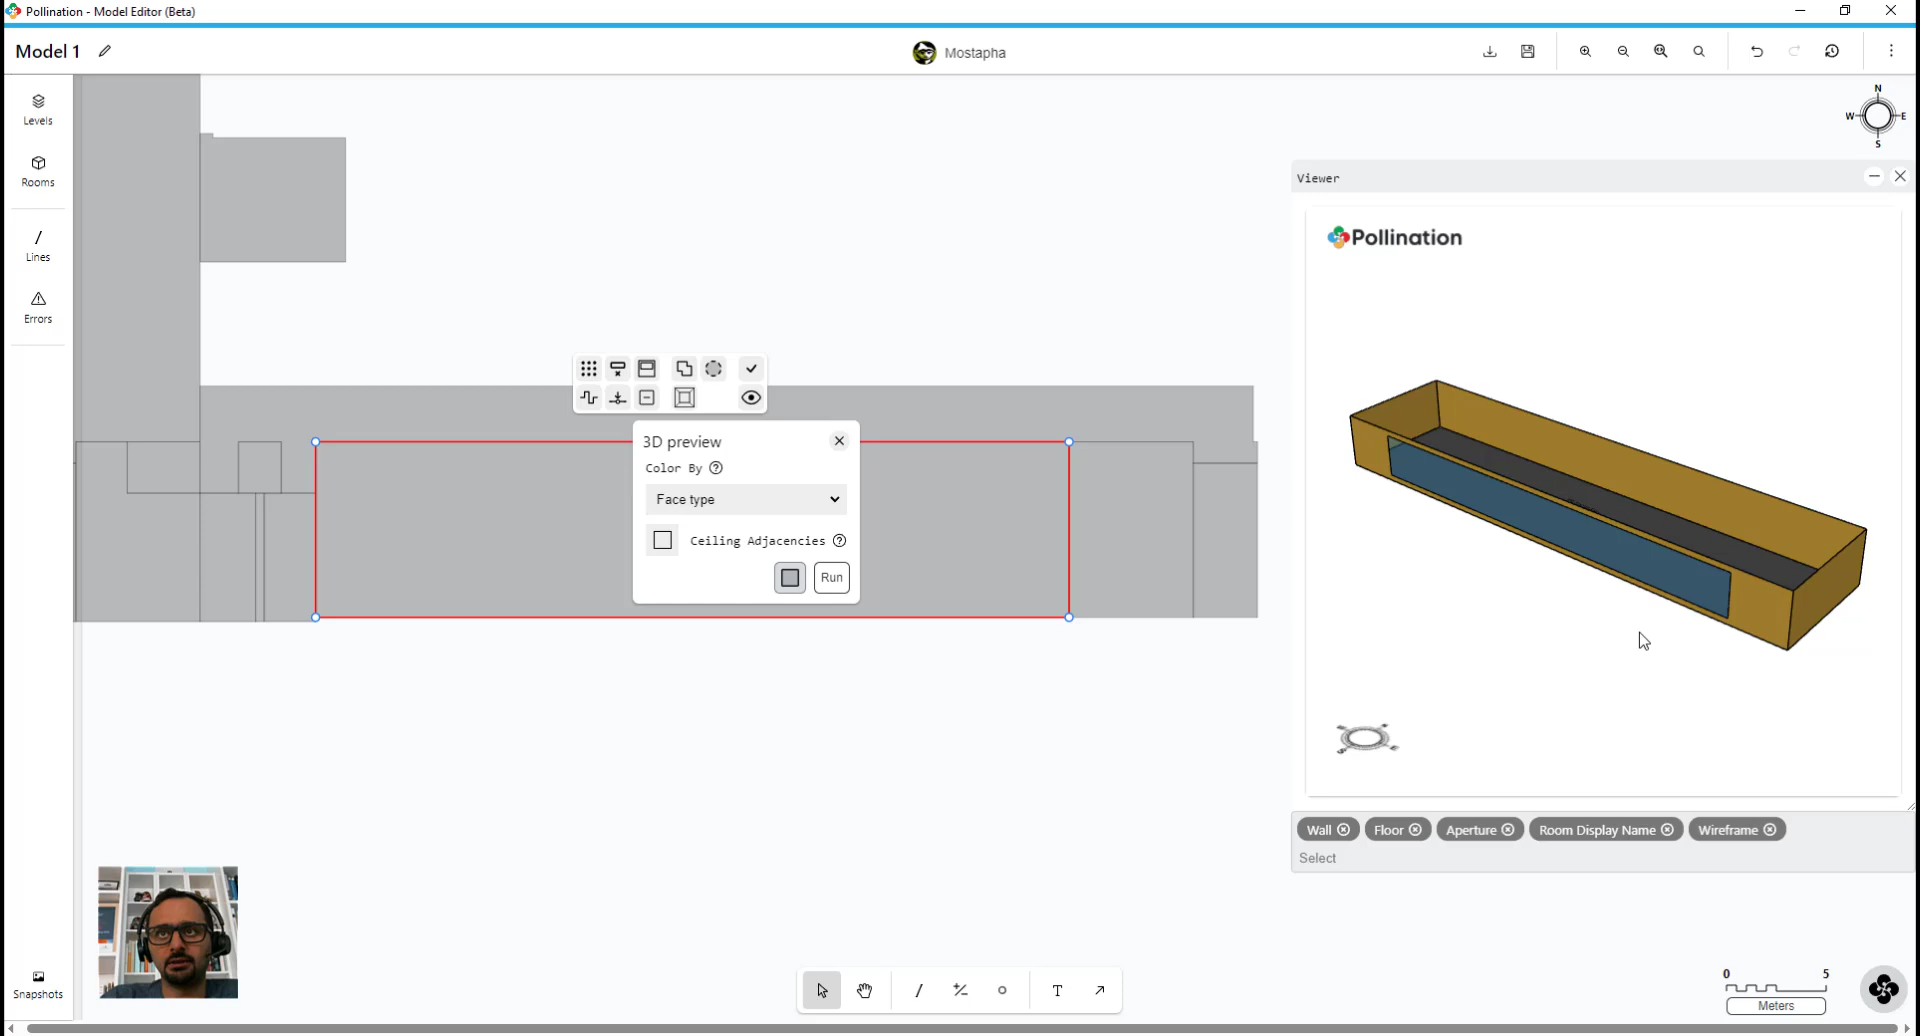 Pollination - Model Editor (Beta)
Model 1
Mostapha
Levels
Rooms
Lines
Errors
N
W
E
S
Viewer
Pollination
3D preview
Color By
Face type
Ceiling Adjacencies
Run
Wall
Floor
Aperture
Room Display Name
Wireframe
Select
Snapshots
T
0
5
Meters